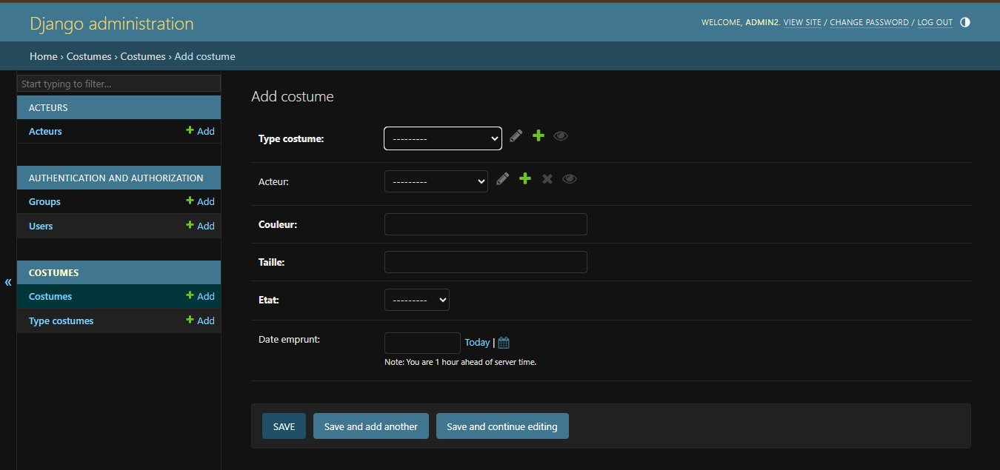 Django administration
WELCOME, ADMIN2. VIEW SITE / CHANGE PASSWORD / LOG OUT
Home › Costumes › Costumes › Add costume
Start typing to filter...
ACTEURS
Acteurs
Add
AUTHENTICATION AND AUTHORIZATION
Groups
Add
Users
Add
COSTUMES
Costumes
Add
Type costumes
Add
«
Add costume
Type costume:
---------
Acteur:
---------
Couleur:
Taille:
Etat:
---------
Date emprunt:
Today |
Note: You are 1 hour ahead of server time.
SAVE
Save and add another
Save and continue editing